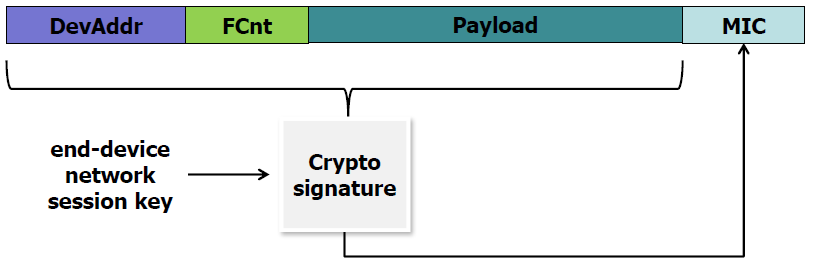 DevAddr FCnt Payload MIC
end-device
network
session key
Crypto
signature